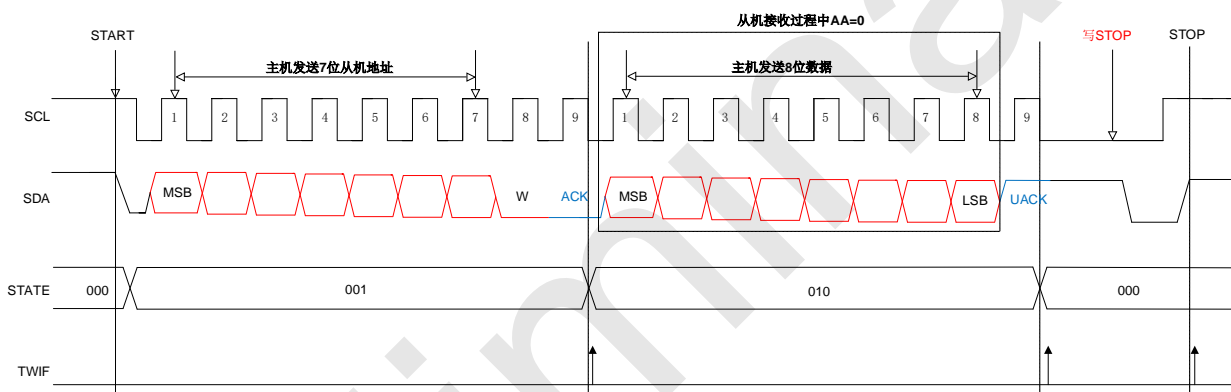 从机接收过程中AA=0
START
写STOP
STOP
主机发送7位从机地址
主机发送8位数据
SCL
1 2 3 4 5 6 7 8 9 1 2 3 4 5 6 7 8 9
SDA
MSB W ACK MSB LSB UACK
STATE 000 001 010 000
TWIF